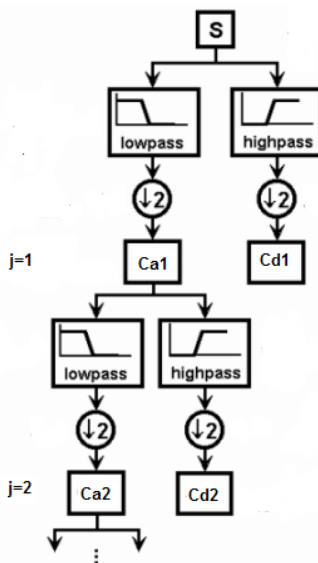 S
lowpass
highpass
↓2
↓2
j=1
Ca1
Cd1
lowpass
highpass
↓2
↓2
j=2
Ca2
Cd2
⋮